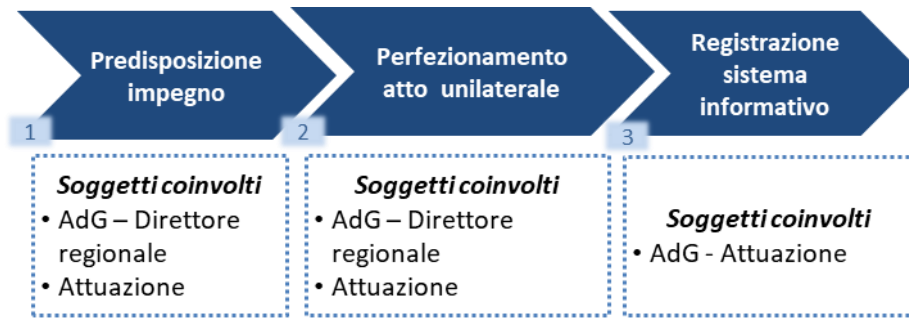 Predisposizione
impegno
1
Perfezionamento
atto unilaterale
2
Registrazione
sistema
informativo
3
Soggetti coinvolti
• AdG – Direttore
regionale
• Attuazione
Soggetti coinvolti
• AdG – Direttore
regionale
• Attuazione
Soggetti coinvolti
• AdG - Attuazione